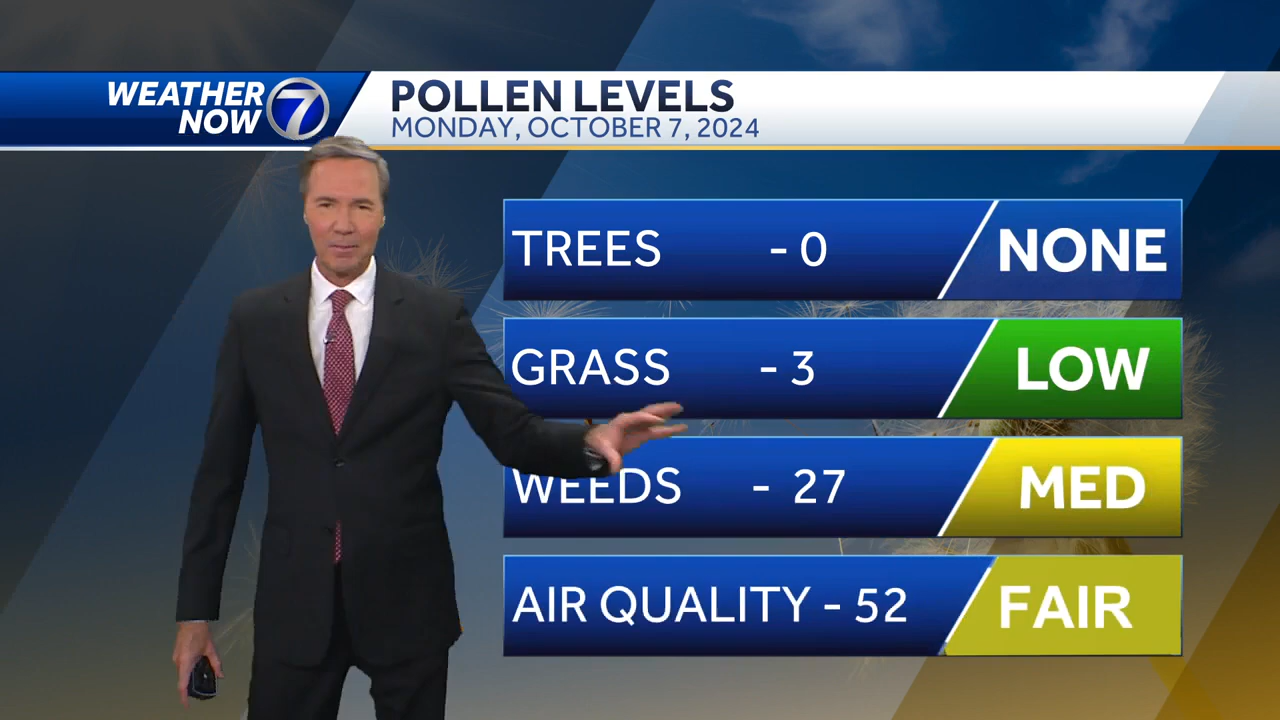 WEATHER
NOW 7
POLLEN LEVELS
MONDAY, OCTOBER 7, 2024
TREES - 0 NONE
GRASS - 3 LOW
WEEDS - 27 MED
AIR QUALITY - 52 FAIR